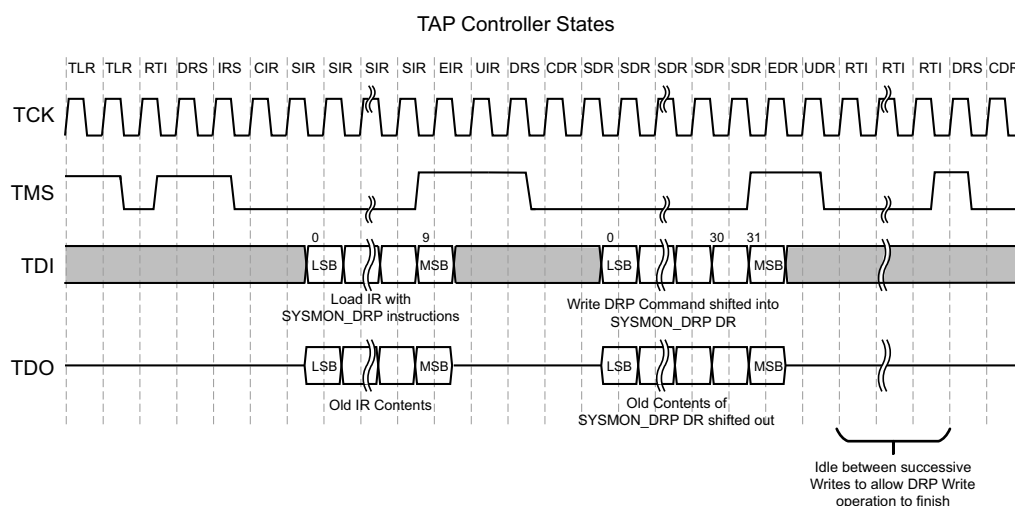 TAP Controller States
TLR TLR RTI DRS IRS CIR SIR SIR SIR SIR EIR UIR DRS CDR SDR SDR SDR SDR SDR EDR UDR RTI RTI RTI DRS CDR
TCK
TMS
0 9 0 30 31
TDI LSB MSB LSB MSB
Load IR with
SYSMON_DRP instructions
Write DRP Command shifted into
SYSMON_DRP DR
TDO LSB MSB LSB MSB
Old IR Contents
Old Contents of
SYSMON_DRP DR shifted out
Idle between successive
Writes to allow DRP Write
operation to finish